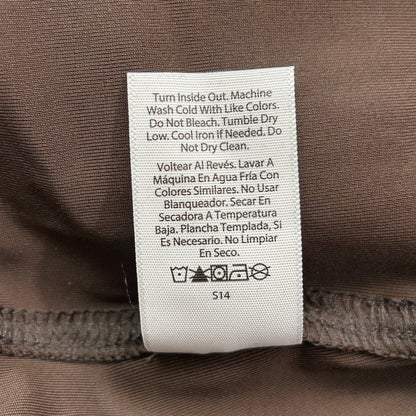 Turn Inside Out. Machine
Wash Cold With Like Colors.
Do Not Bleach. Tumble Dry
Low. Cool Iron If Needed. Do
Not Dry Clean.
Voltear Al Revés. Lavar A
Máquina En Agua Fría Con
Colores Similares. No Usar
Blanqueador. Secar En
Secadora A Temperatura
Baja. Plancha Templada, Si
Es Necesario. No Limpiar
En Seco.
S14